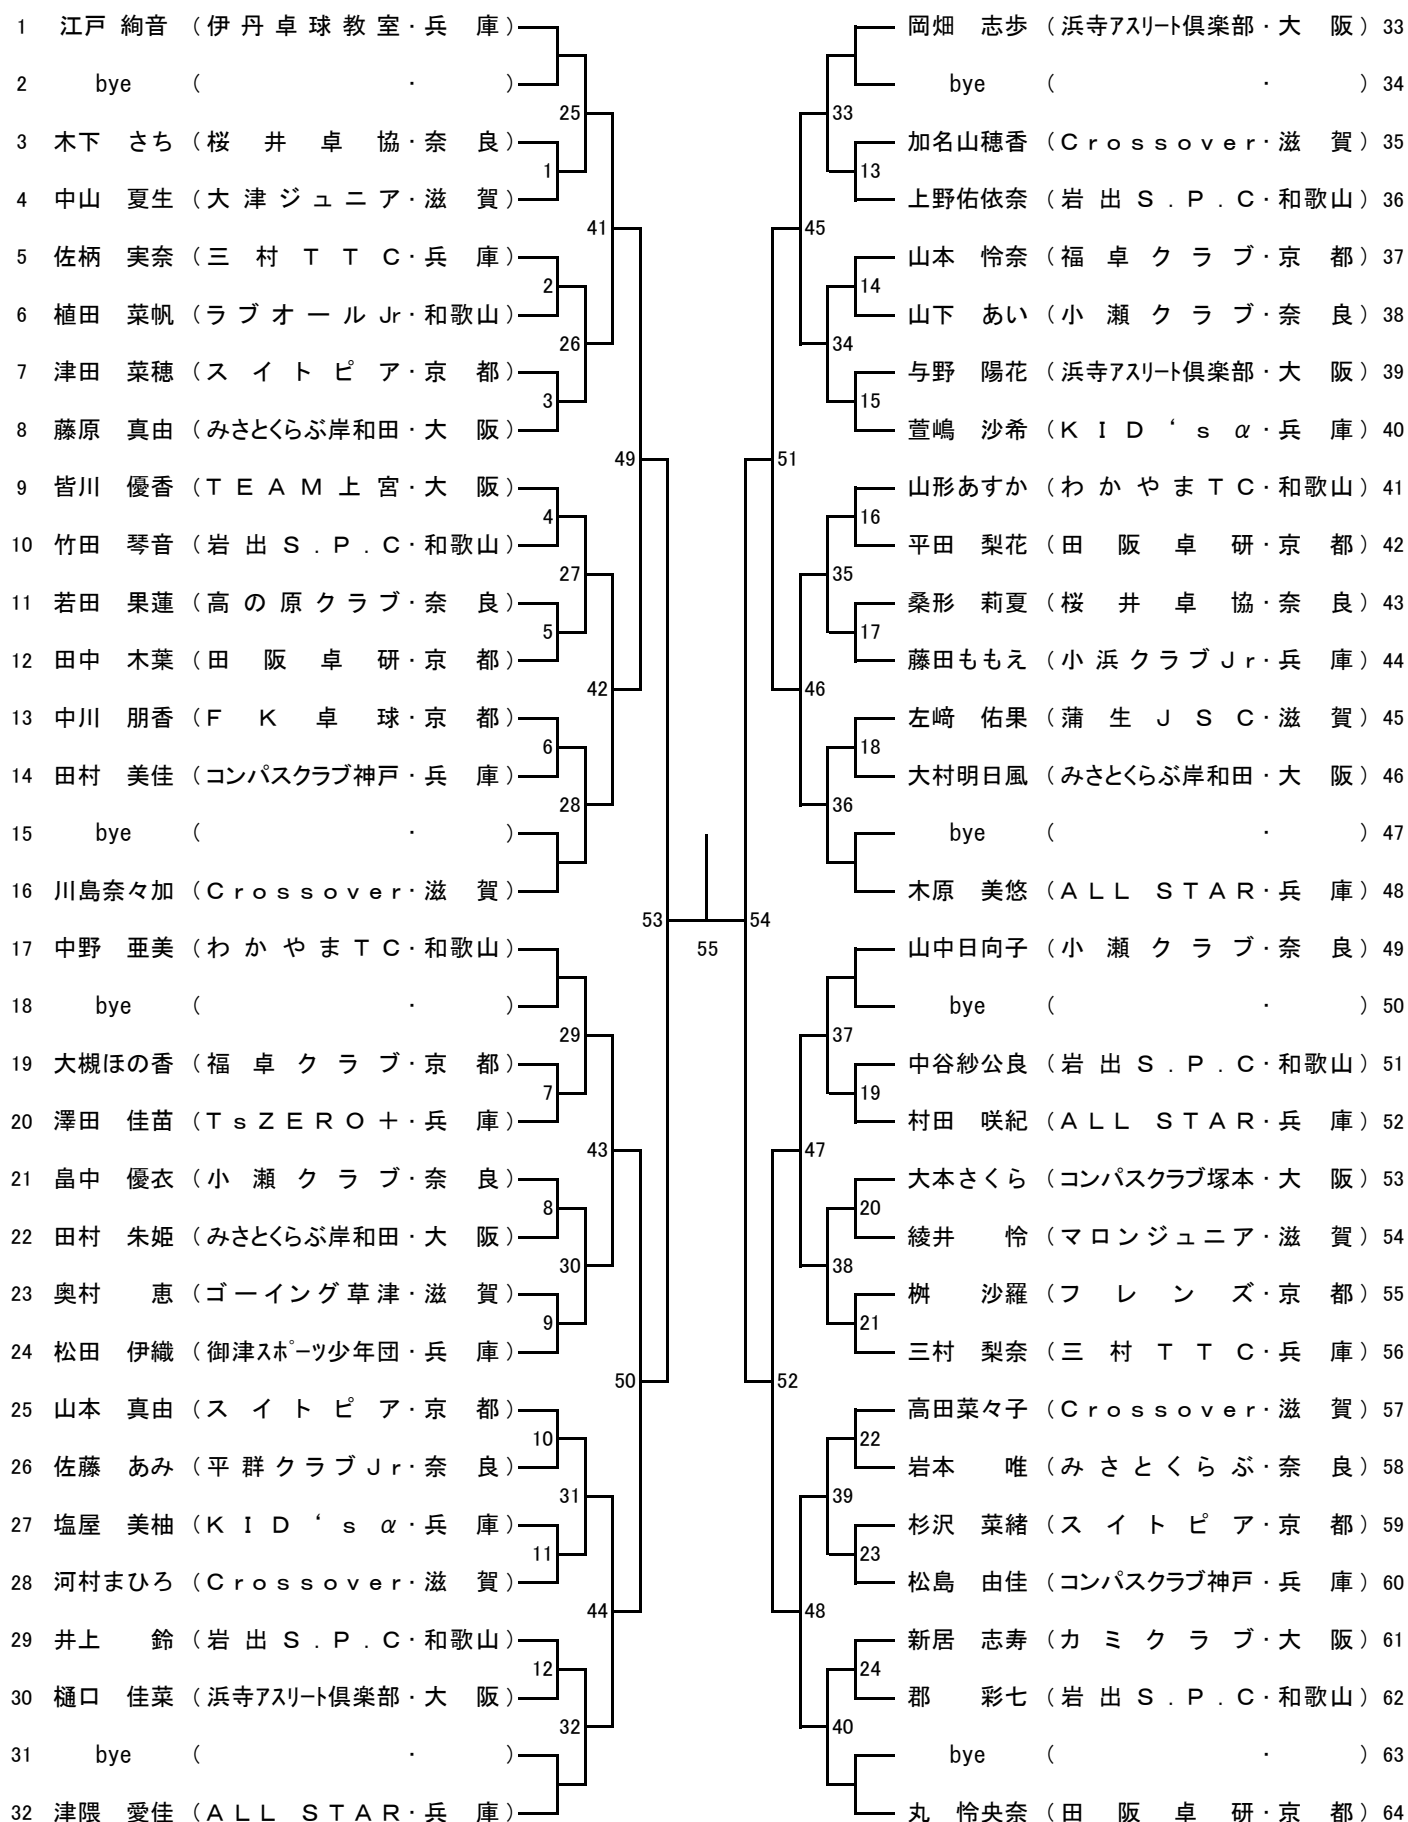 1 江戸 絢音 (伊丹卓球教室・兵 庫)
2 bye ( ・ )
25
3 木下 さち (桜井卓協・奈 良)
1
4 中山 夏生 (大津ジュニア・滋 賀)
41
5 佐柄 実奈 (三村TTC・兵 庫)
2
6 植田 菜帆 (ラブオールJr・和歌山)
26
7 津田 菜穂 (スイトピア・京 都)
3
8 藤原 真由 (みさとくらぶ岸和田・大 阪)
49
9 皆川 優香 (TEAM上宮・大 阪)
4
10 竹田 琴音 (岩出S.P.C・和歌山)
27
11 若田 果蓮 (高の原クラブ・奈 良)
5
12 田中 木葉 (田阪卓研・京 都)
42
13 中川 朋香 (FK卓球・京 都)
6
14 田村 美佳 (コンパスクラブ神戸・兵 庫)
28
15 bye ( ・ )
16 川島奈々加 (Crossover・滋 賀)
53
17 中野 亜美 (わかやまTC・和歌山)
18 bye ( ・ )
29
19 大槻ほの香 (福卓クラブ・京 都)
7
20 澤田 佳苗 (TsZERO+・兵 庫)
43
21 畠中 優衣 (小瀬クラブ・奈 良)
8
22 田村 朱姫 (みさとくらぶ岸和田・大 阪)
30
23 奥村 恵 (ゴーイング草津・滋 賀)
9
24 松田 伊織 (御津スポーツ少年団・兵 庫)
50
25 山本 真由 (スイトピア・京 都)
10
26 佐藤 あみ (平群クラブJr・奈 良)
31
27 塩屋 美柚 (KID‘sα・兵 庫)
11
28 河村まひろ (Crossover・滋 賀)
44
29 井上 鈴 (岩出S.P.C・和歌山)
12
30 樋口 佳菜 (浜寺アスリート倶楽部・大 阪)
32
31 bye ( ・ )
32 津隈 愛佳 (ALL STAR・兵 庫)
55
岡畑 志歩 (浜寺アスリート倶楽部・大 阪) 33
bye ( ・ ) 34
33
加名山穂香 (Crossover・滋 賀) 35
13
上野佑依奈 (岩出S.P.C・和歌山) 36
45
山本 怜奈 (福卓クラブ・京 都) 37
14
山下 あい (小瀬クラブ・奈 良) 38
34
与野 陽花 (浜寺アスリート倶楽部・大 阪) 39
15
萱嶋 沙希 (KID‘sα・兵 庫) 40
51
山形あすか (わかやまTC・和歌山) 41
16
平田 梨花 (田阪卓研・京 都) 42
35
桑形 莉夏 (桜井卓協・奈 良) 43
17
藤田ももえ (小浜クラブJr・兵 庫) 44
46
左﨑 佑果 (蒲生JSC・滋 賀) 45
18
大村明日風 (みさとくらぶ岸和田・大 阪) 46
36
bye ( ・ ) 47
木原 美悠 (ALL STAR・兵 庫) 48
54
山中日向子 (小瀬クラブ・奈 良) 49
bye ( ・ ) 50
37
中谷紗公良 (岩出S.P.C・和歌山) 51
19
村田 咲紀 (ALL STAR・兵 庫) 52
47
大本さくら (コンパスクラブ塚本・大 阪) 53
20
綾井 怜 (マロンジュニア・滋 賀) 54
38
桝 沙羅 (フレンズ・京 都) 55
21
三村 梨奈 (三村TTC・兵 庫) 56
52
高田菜々子 (Crossover・滋 賀) 57
22
岩本 唯 (みさとくらぶ・奈 良) 58
39
杉沢 菜緒 (スイトピア・京 都) 59
23
松島 由佳 (コンパスクラブ神戸・兵 庫) 60
48
新居 志寿 (カミクラブ・大 阪) 61
24
郡 彩七 (岩出S.P.C・和歌山) 62
40
bye ( ・ ) 63
丸 怜央奈 (田阪卓研・京 都) 64